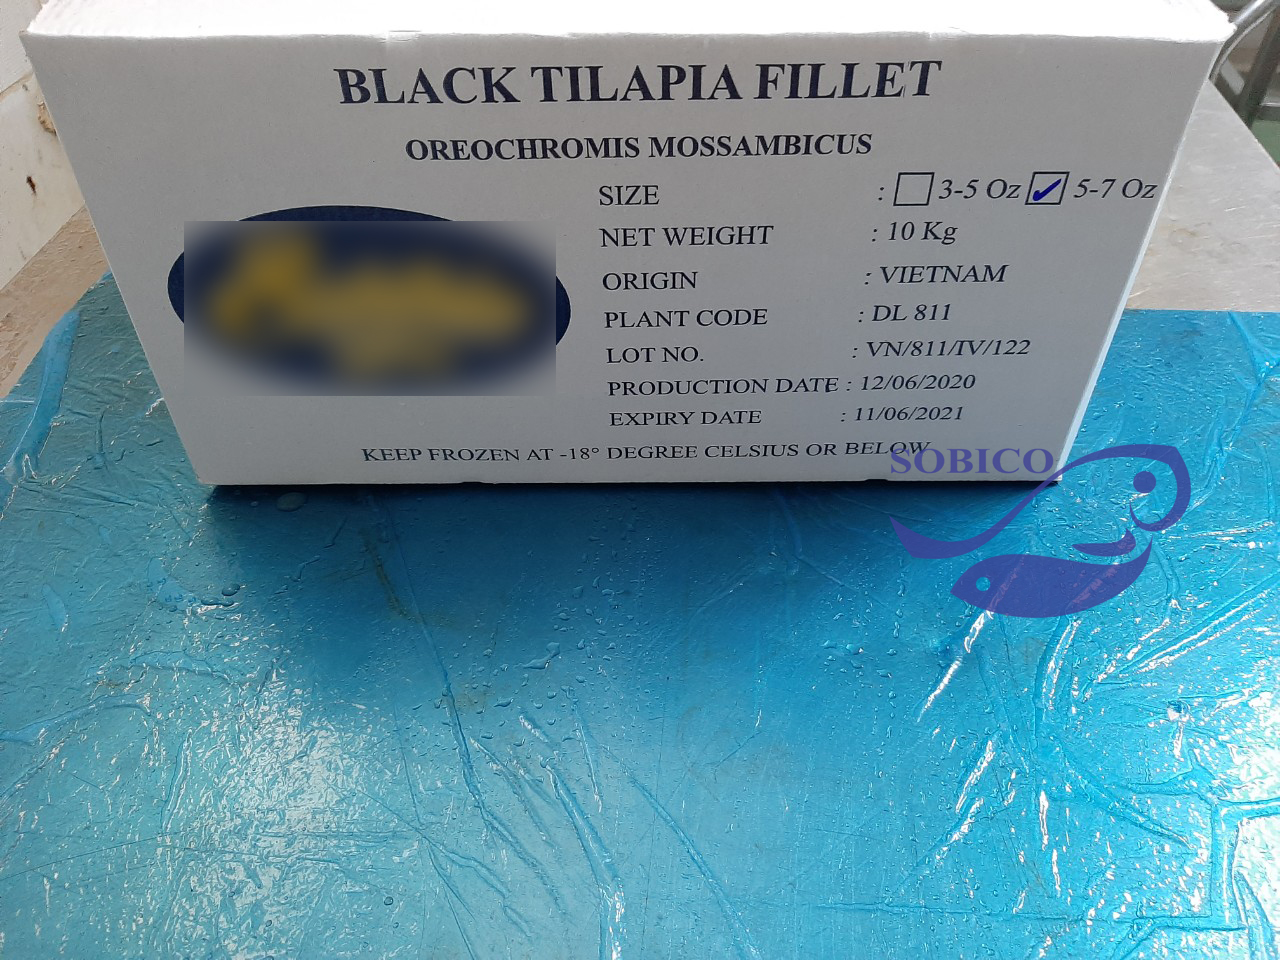 BLACK TILAPIA FILLET
OREOCHROMIS MOSSAMBICUS
SIZE : 3-5 Oz ✓ 5-7 Oz
NET WEIGHT : 10 Kg
ORIGIN : VIETNAM
PLANT CODE : DL 811
LOT NO. : VN/811/IV/122
PRODUCTION DATE : 12/06/2020
EXPIRY DATE : 11/06/2021
KEEP FROZEN AT -18° DEGREE CELSIUS OR BELOW
SOBICO